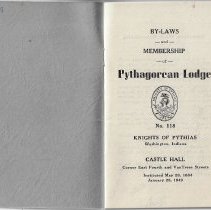 BY-LAWS
and
MEMBERSHIP
of
Pythagorean Lodge
No. 118
KNIGHTS OF PYTHIAS
Washington, Indiana
CASTLE HALL
Corner East Fourth and VanTrees Streets
Instituted May 20, 1884
January 20, 1949